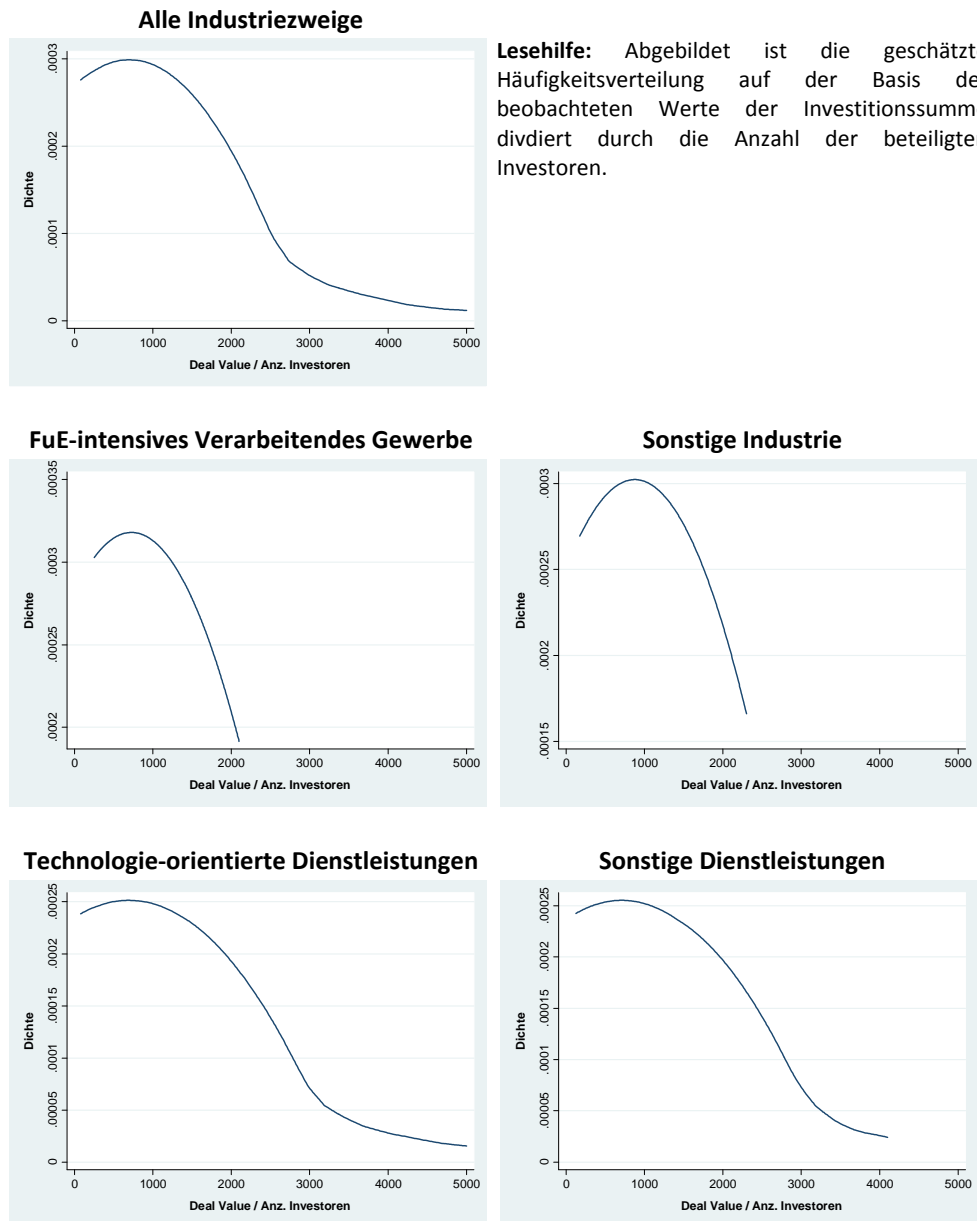 Alle Industriezweige
Dichte
0 .0001 .0002 .0003
0 1000 2000 3000 4000 5000
Deal Value / Anz. Investoren
Lesehilfe: Abgebildet ist die geschätzt
Häufigkeitsverteilung auf der Basis de
beobachteten Werte der Investitionssumm
divdiert durch die Anzahl der beteiligte
Investoren.
FuE-intensives Verarbeitendes Gewerbe
Dichte
.0002 .00025 .0003 .00035
0 1000 2000 3000 4000 5000
Deal Value / Anz. Investoren
Sonstige Industrie
Dichte
.00015 .0002 .00025 .0003
0 1000 2000 3000 4000 5000
Deal Value / Anz. Investoren
Technologie-orientierte Dienstleistungen
Dichte
0 .00005 .0001 .00015 .0002 .00025
0 1000 2000 3000 4000 5000
Deal Value / Anz. Investoren
Sonstige Dienstleistungen
Dichte
0 .00005 .0001 .00015 .0002 .00025
0 1000 2000 3000 4000 5000
Deal Value / Anz. Investoren